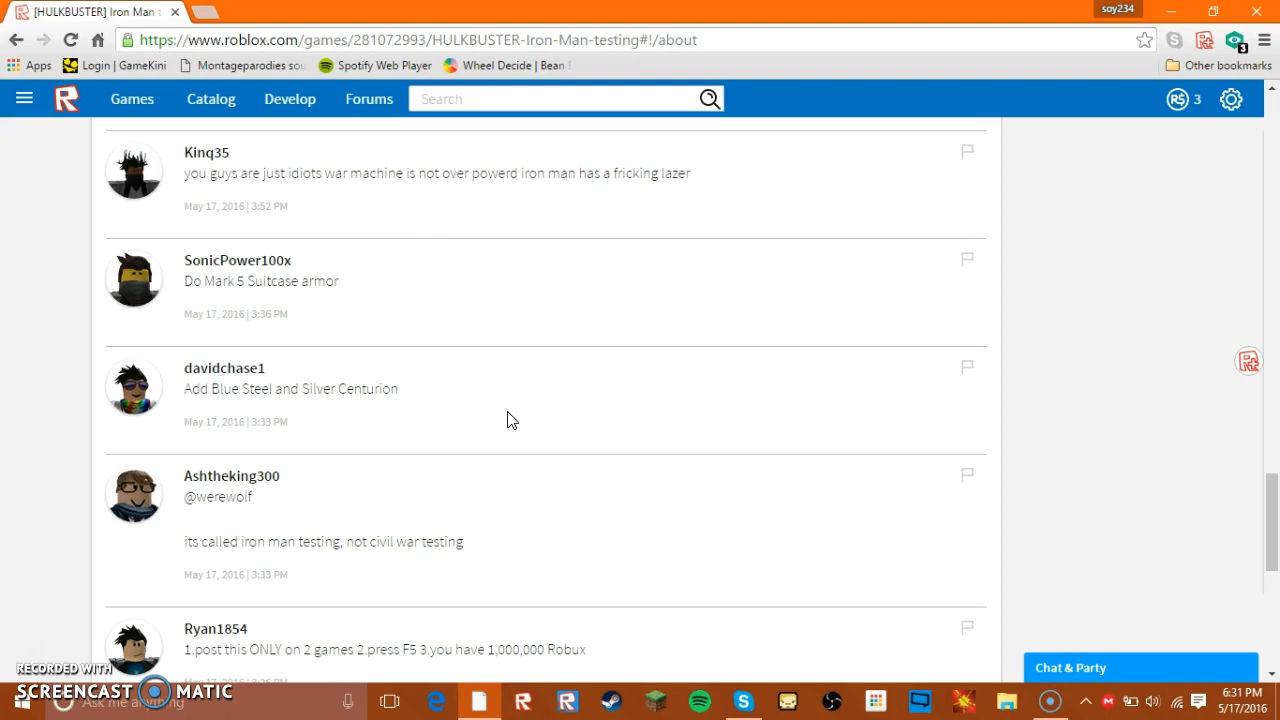 [HULKBUSTER] Iron Man t
soy234
https://www.roblox.com/games/281072993/HULKBUSTER-Iron-Man-testing#!/about
3
Apps
Login | GameKini
Montageparodies sou
Spotify Web Player
Wheel Decide | Bean
Other bookmarks
Games
Catalog
Develop
Forums
Search
R$ 3
Kinq35
you guys are just idiots war machine is not over powerd iron man has a fricking lazer
May 17, 2016 | 3:52 PM
SonicPower100x
Do Mark 5 Suitcase armor
May 17, 2016 | 3:36 PM
davidchase1
Add Blue Steel and Silver Centurion
May 17, 2016 | 3:33 PM
Ashtheking300
@werewolf
its called iron man testing, not civil war testing
May 17, 2016 | 3:33 PM
Ryan1854
1.post this ONLY on 2 games 2.press F5 3.you have 1,000,000 Robux
Chat & Party
RECORDED WITH
SCREENCAST MATIC
Ask me anything
6:31 PM
5/17/2016